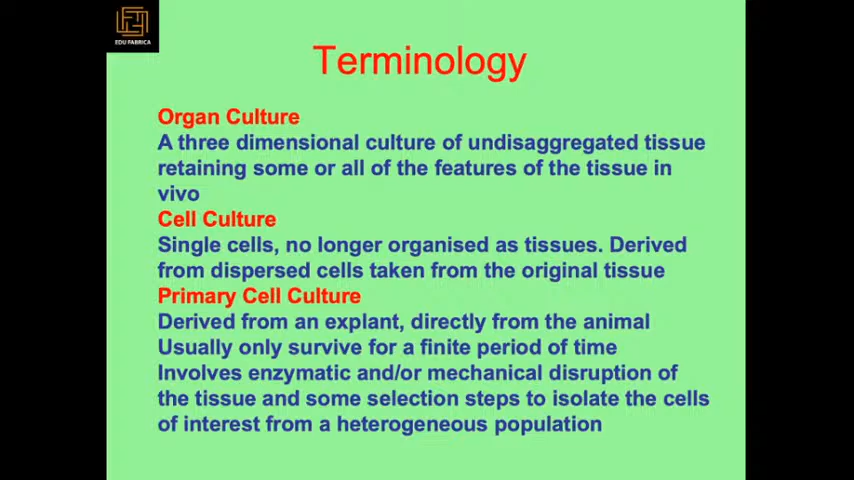 EDU FABRICA
Terminology
Organ Culture
A three dimensional culture of undisaggregated tissue
retaining some or all of the features of the tissue in
vivo
Cell Culture
Single cells, no longer organised as tissues. Derived
from dispersed cells taken from the original tissue
Primary Cell Culture
Derived from an explant, directly from the animal
Usually only survive for a finite period of time
Involves enzymatic and/or mechanical disruption of
the tissue and some selection steps to isolate the cells
of interest from a heterogeneous population